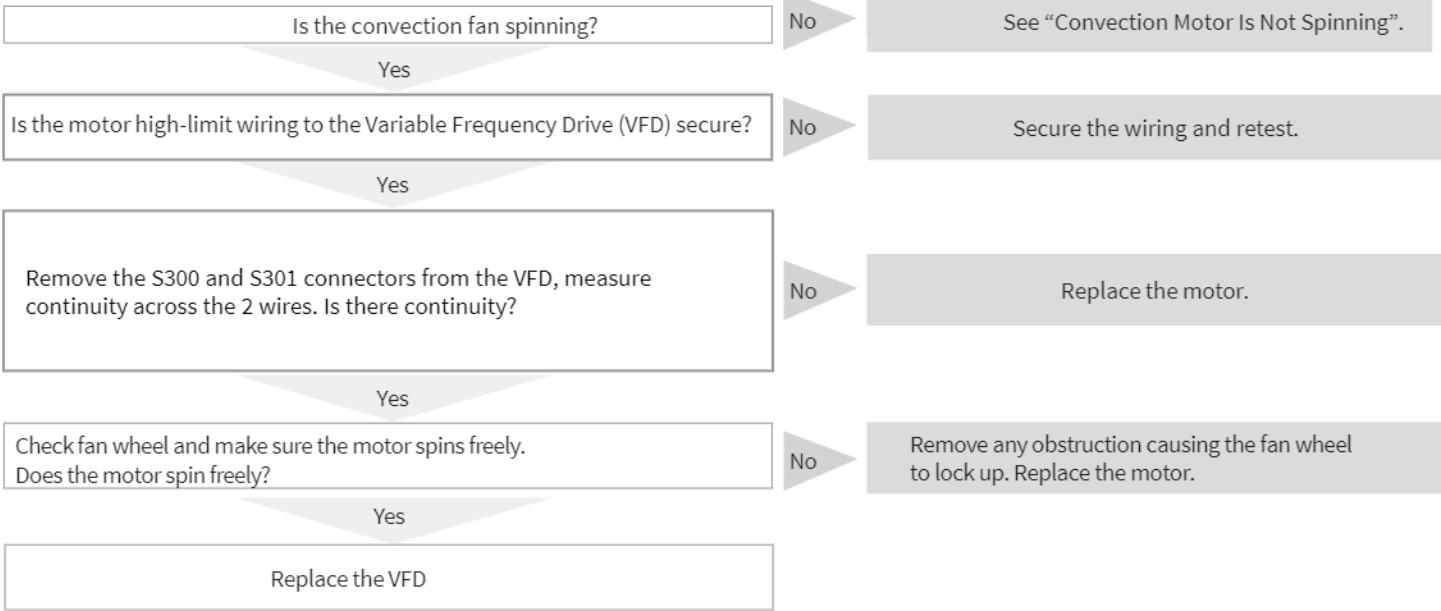 Is the convection fan spinning?
No
See “Convection Motor Is Not Spinning”.
Yes
Is the motor high-limit wiring to the Variable Frequency Drive (VFD) secure?
No
Secure the wiring and retest.
Yes
Remove the S300 and S301 connectors from the VFD, measure
continuity across the 2 wires. Is there continuity?
No
Replace the motor.
Yes
Check fan wheel and make sure the motor spins freely.
Does the motor spin freely?
No
Remove any obstruction causing the fan wheel
to lock up. Replace the motor.
Yes
Replace the VFD